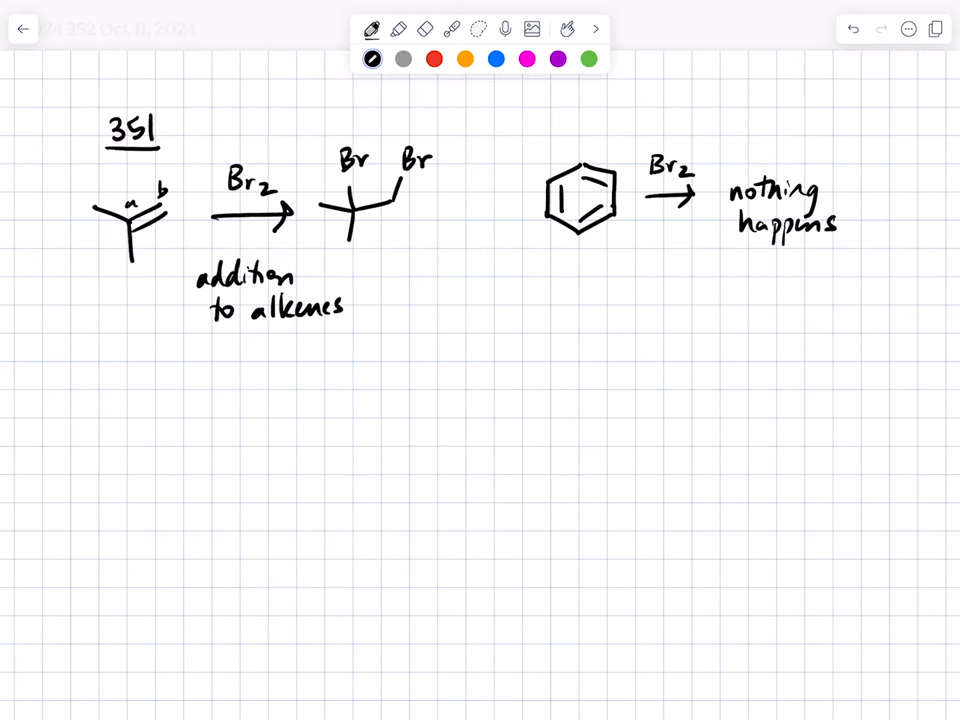 351
a
b
Br2
Br Br
addition
to alkenes
Br2
nothing
happens